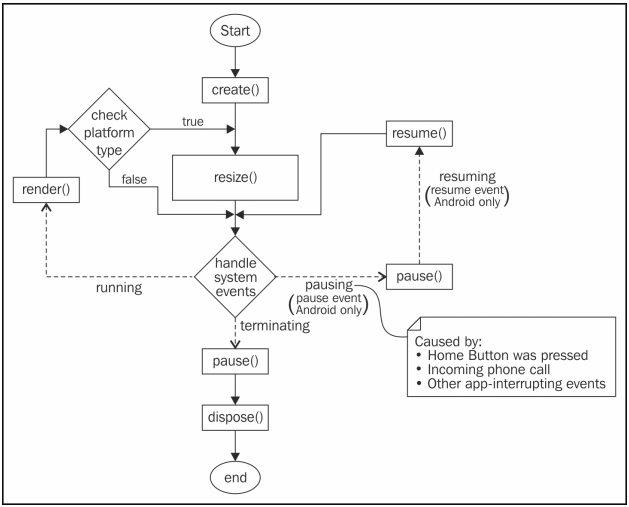 Start
create()
check
platform
type
true
resume()
resize()
render()
false
resuming
(resume event)
Android only
handle
system
events
running
pausing
(pause event)
Android only
pause()
terminating
Caused by:
• Home Button was pressed
• Incoming phone call
• Other app-interrupting events
pause()
dispose()
end